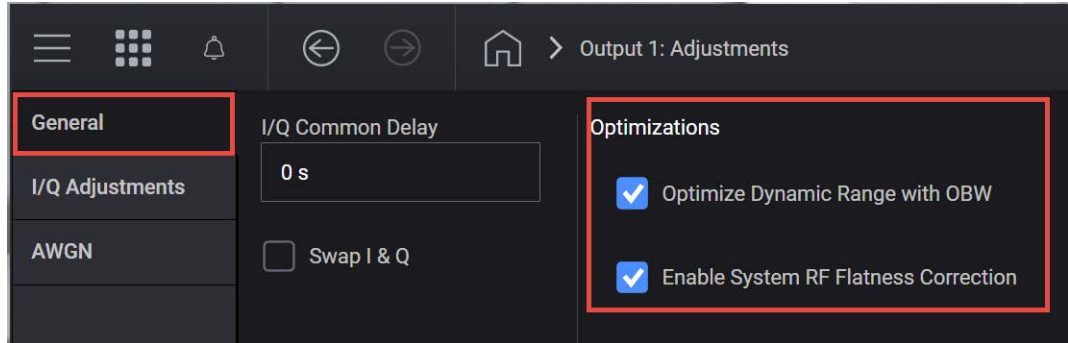 Output 1: Adjustments
General
I/Q Adjustments
AWGN
I/Q Common Delay
0 s
Swap I & Q
Optimizations
Optimize Dynamic Range with OBW
Enable System RF Flatness Correction